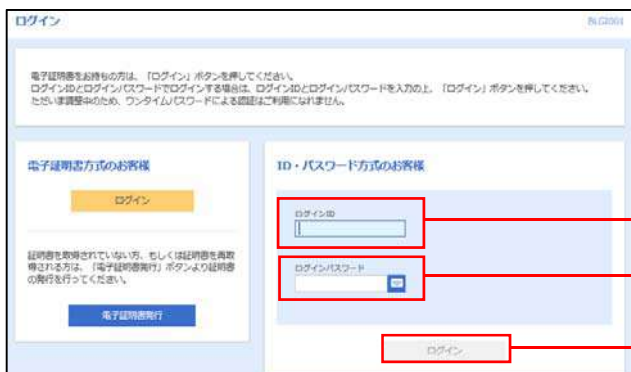 ログイン
BLGI001
電子証明書をお持ちの方は、「ログイン」ボタンを押してください。
ログインIDとログインパスワードでログインする場合は、ログインIDとログインパスワードを入力の上、「ログイン」ボタンを押してください。
ただいま調整中のため、ワンタイムパスワードによる認証はご利用になれません。
電子証明書方式のお客様
ログイン
証明書を取得されていない方、もしくは証明書を再取
得される方は、「電子証明書発行」ボタンより証明書
の発行を行ってください。
電子証明書発行
ID・パスワード方式のお客様
ログインID
ログインパスワード
ログイン